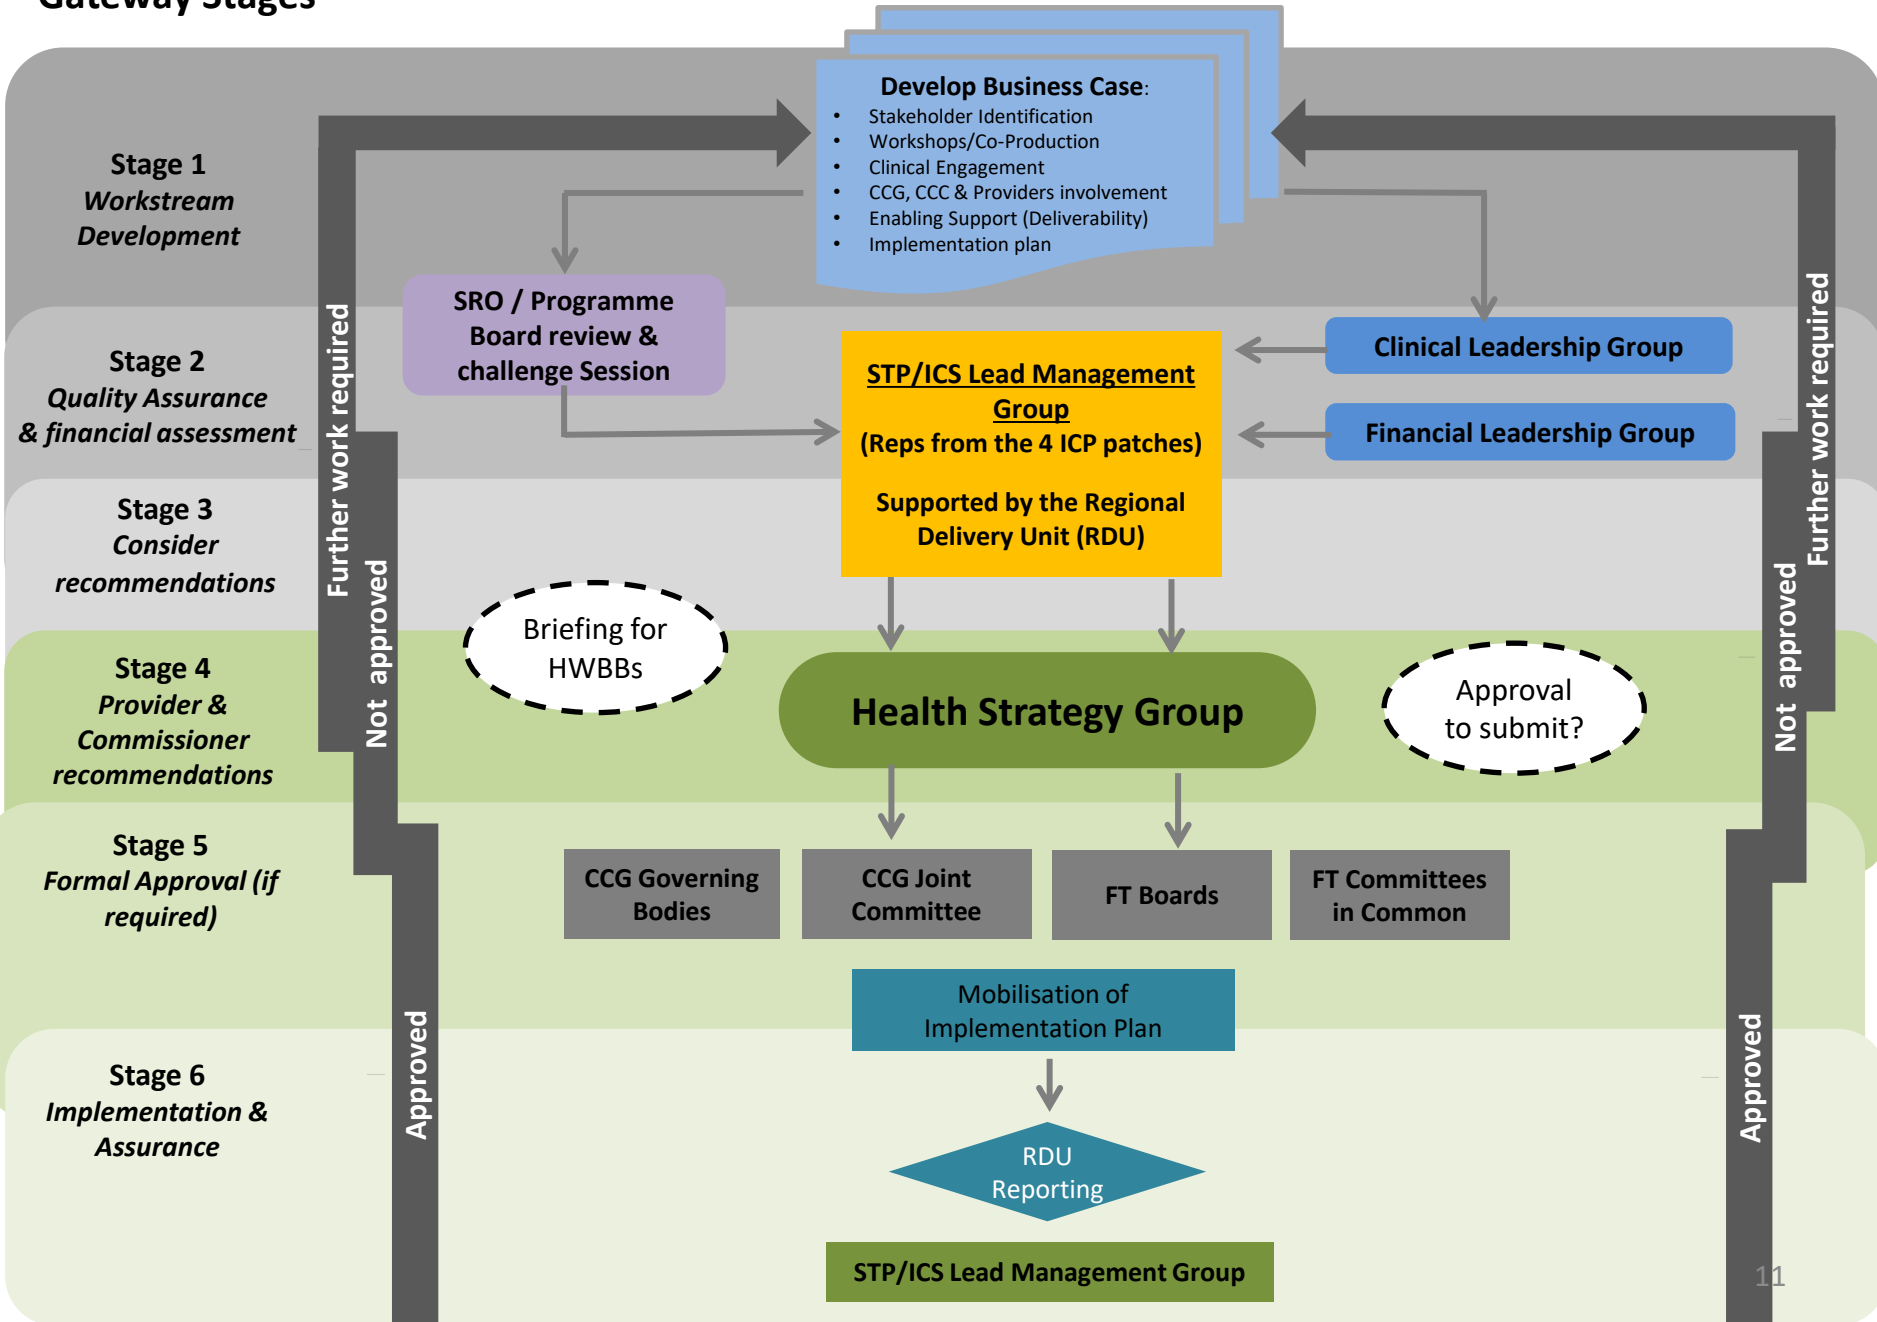 Gateway Stages
Develop Business Case:
• Stakeholder Identification
• Workshops/Co-Production
• Clinical Engagement
• CCG, CCC & Providers involvement
• Enabling Support (Deliverability)
• Implementation plan
Stage 1
Workstream
Development
SRO / Programme
Board review &
challenge Session
Stage 2
Quality Assurance
& financial assessment
STP/ICS Lead Management
Group
(Reps from the 4 ICP patches)
Supported by the Regional
Delivery Unit (RDU)
Clinical Leadership Group
Financial Leadership Group
Further work required
Further work required
Stage 3
Consider
recommendations
Not approved
Not approved
Briefing for
HWBBs
Stage 4
Provider &
Commissioner
recommendations
Health Strategy Group
Approval
to submit?
Stage 5
Formal Approval (if
required)
CCG Governing
Bodies
CCG Joint
Committee
FT Boards
FT Committees
in Common
Mobilisation of
Implementation Plan
Approved
Approved
Stage 6
Implementation &
Assurance
RDU
Reporting
STP/ICS Lead Management Group
11